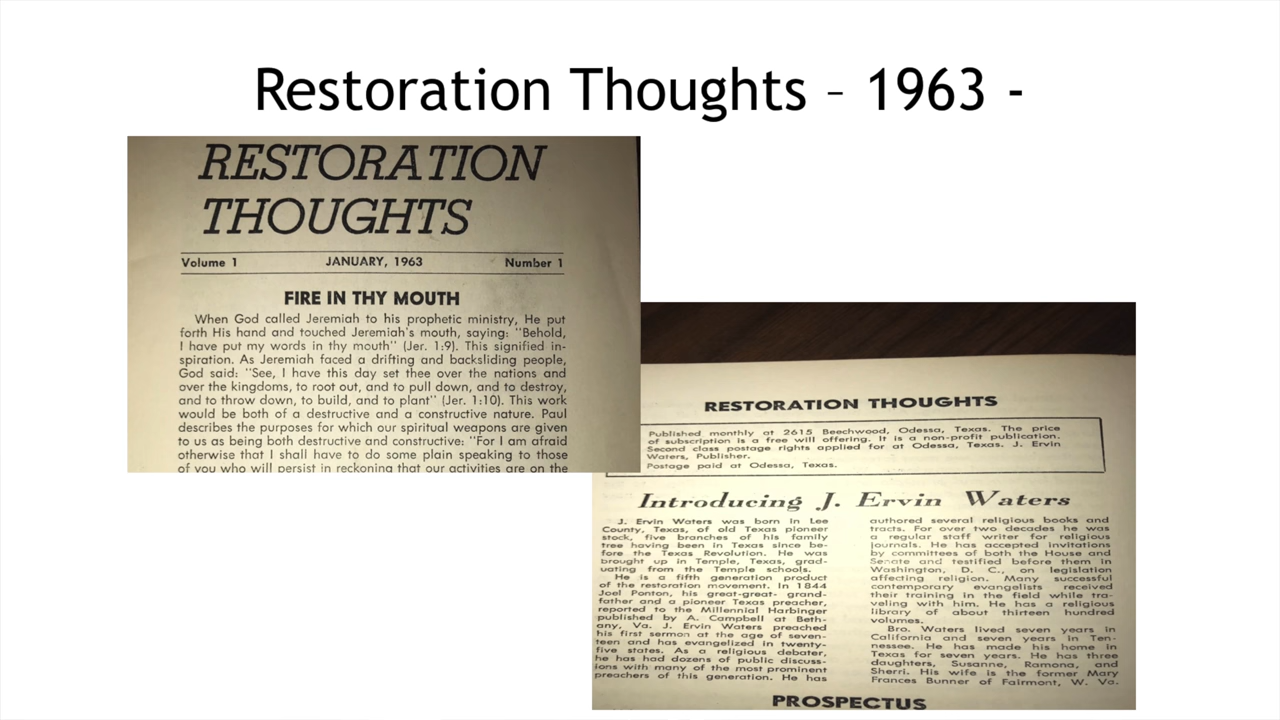 Restoration Thoughts – 1963 -
RESTORATION
THOUGHTS
Volume 1 JANUARY, 1963 Number 1
FIRE IN THY MOUTH
When God called Jeremiah to his prophetic ministry, He put
forth His hand and touched Jeremiah's mouth, saying: "Behold,
I have put my words in thy mouth" (Jer. 1:9). This signified in-
spiration. As Jeremiah faced a drifting and backsliding people,
God said: "See, I have this day set thee over the nations and
over the kingdoms, to root out, and to pull down, and to destroy,
and to throw down, to build, and to plant" (Jer. 1:10). This work
would be both of a destructive and a constructive nature. Paul
describes the purposes for which our spiritual weapons are given
to us as being both destructive and constructive: "For I am afraid
otherwise that I shall have to do some plain speaking to those
of you who will persist in reckoning that our activities are on the
RESTORATION THOUGHTS
Published monthly at 2615 Beechwood, Odessa, Texas. The price
of subscription is a free will offering. It is a non-profit publication.
Second class postage rights applied for at Odessa, Texas. J. Ervin
Waters, Publisher.
Postage paid at Odessa, Texas.
Introducing J. Ervin Waters
J. Ervin Waters was born in Lee
County, Texas, of old Texas pioneer
stock, five branches of his family
tree having been in Texas since be-
fore the Texas Revolution. He was
brought up in Temple, Texas, grad-
uating from the Temple schools.
He is a fifth generation product
of the restoration movement. In 1844
Joel Ponton, his great-great- grand-
father and a pioneer Texas preacher,
reported to the Millennial Harbinger
published by A. Campbell at Beth-
any, Va. J. Ervin Waters preached
his first sermon at the age of seven-
teen and has evangelized in twenty-
five states. As a religious debater,
he has had dozens of public discuss-
ions with many of the most prominent
preachers of this generation. He has
authored several religious books and
tracts. For over two decades he was
a regular staff writer for religious
journals. He has accepted invitations
by committees of both the House and
Senate and testified before them in
Washington, D. C., on legislation
affecting religion. Many successful
contemporary evangelists received
their training in the field while tra-
veling with him. He has a religious
library of about thirteen hundred
volumes.
Bro. Waters lived seven years in
California and seven years in Ten-
nessee. He has made his home in
Texas for seven years. He has three
daughters, Susanne, Ramona, and
Sherri. His wife is the former Mary
Frances Bunner of Fairmont, W. Va.
PROSPECTUS